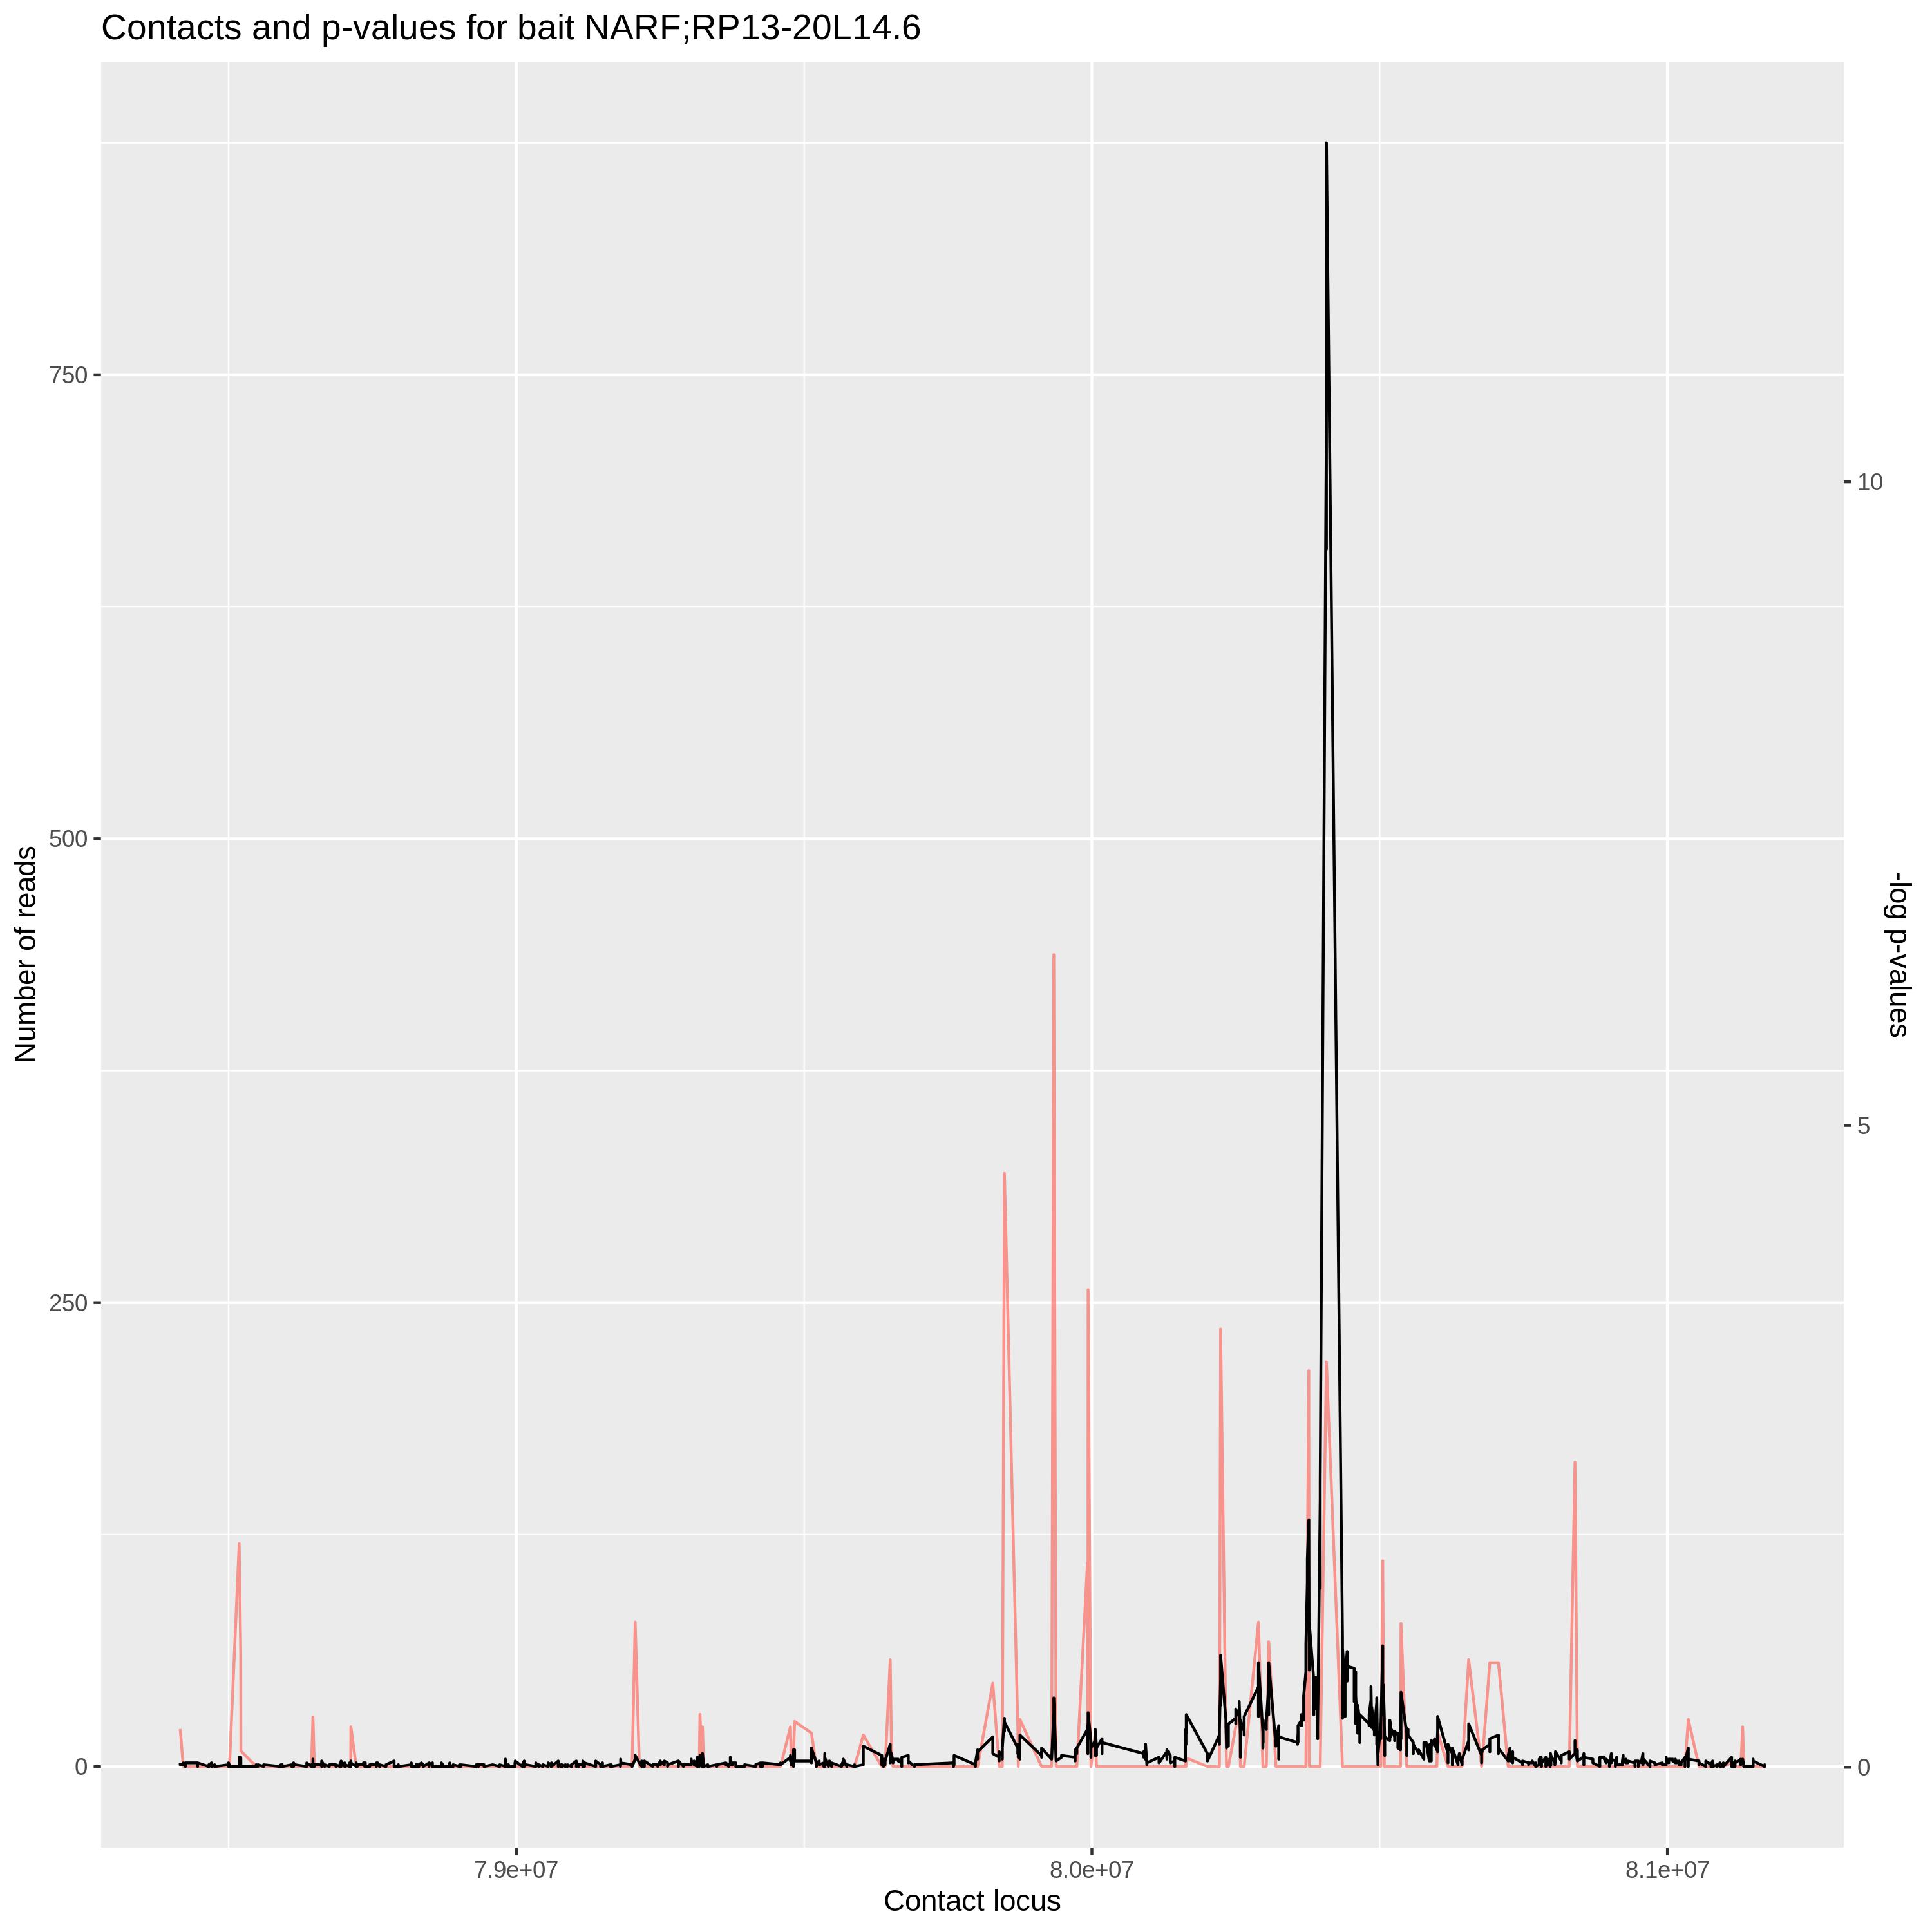 Contacts and p-values for bait NARF;RP13-20L14.6
Number of reads
750
500
250
0
10
5
0
-log p-values
7.9e+07
8.0e+07
8.1e+07
Contact locus